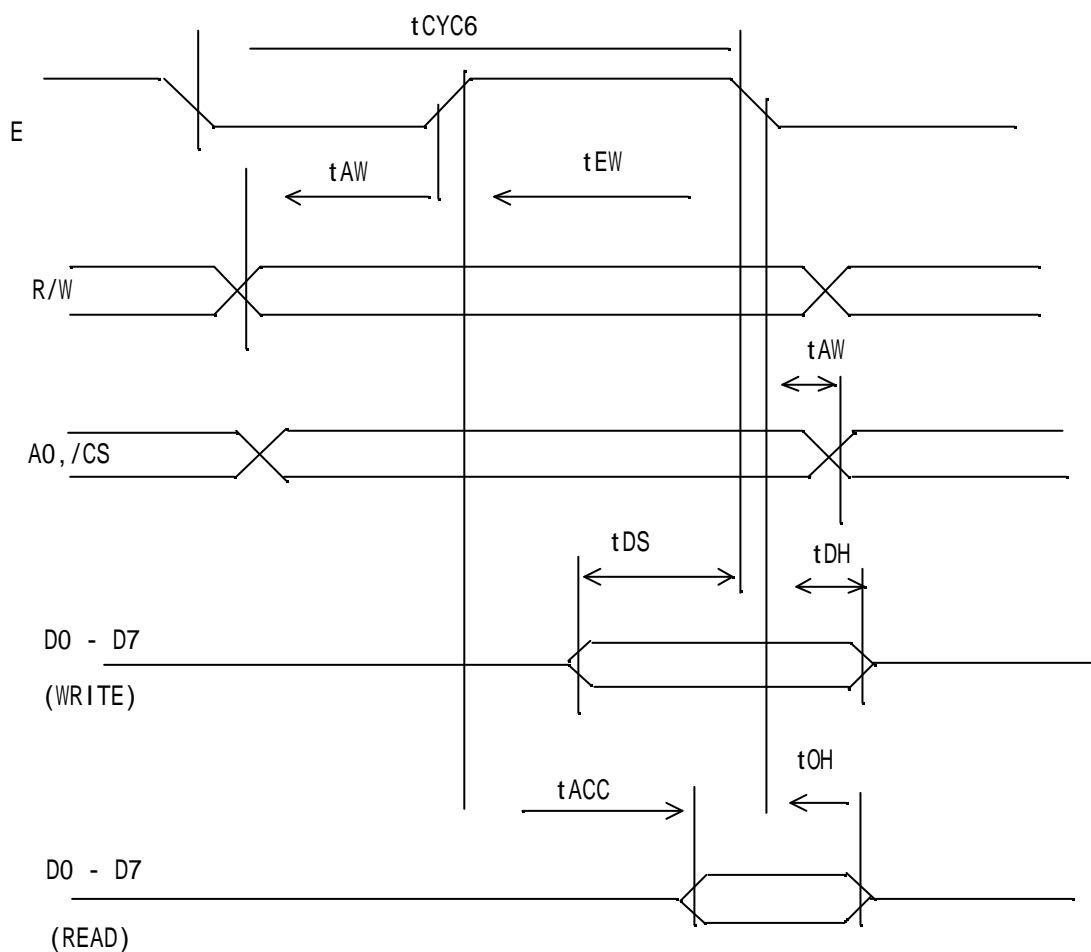 tCYC6
E
tAW
tEW
R/W
tAW
A0,/CS
tDS
tDH
D0 - D7
(WRITE)
tOH
tACC
D0 - D7
(READ)